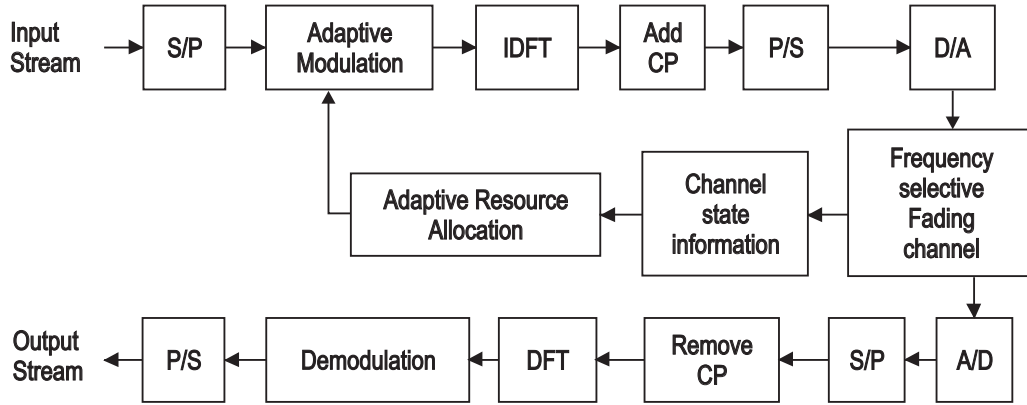 Input
Stream
S/P
Adaptive
Modulation
IDFT
Add
CP
P/S
D/A
Frequency
selective
Fading
channel
Channel
state
information
Adaptive Resource
Allocation
Output
Stream
P/S
Demodulation
DFT
Remove
CP
S/P
A/D